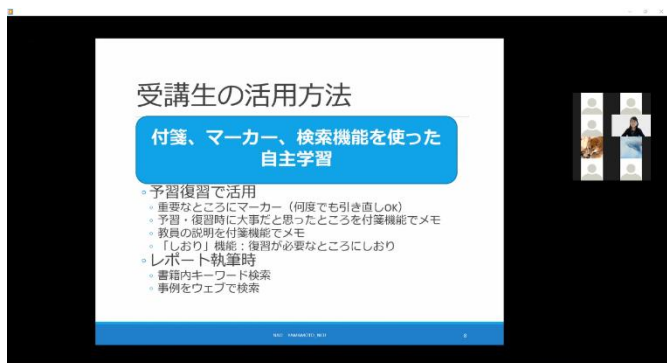 受講生の活用方法
付箋、マーカー、検索機能を使った
自主学習
◦予習復習で活用
◦重要なところにマーカー（何度でも引き直しOK）
◦予習・復習時に大事だと思ったところを付箋機能でメモ
◦教員の説明を付箋機能でメモ
◦「しおり」機能：復習が必要なところにしおり
◦レポート執筆時
◦書籍内キーワード検索
◦事例をウェブで検索